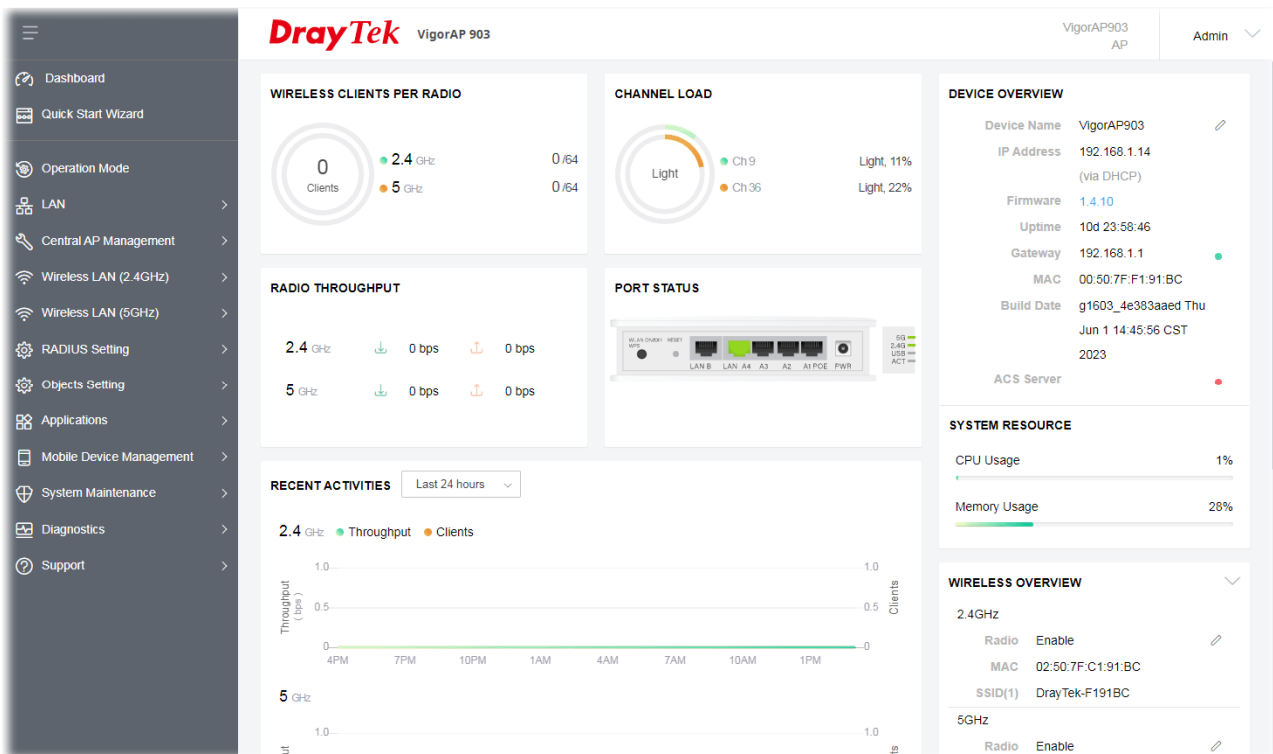 DrayTek VigorAP 903
VigorAP903
AP
Admin
Dashboard
Quick Start Wizard
Operation Mode
LAN
Central AP Management
Wireless LAN (2.4GHz)
Wireless LAN (5GHz)
RADIUS Setting
Objects Setting
Applications
Mobile Device Management
System Maintenance
Diagnostics
Support
WIRELESS CLIENTS PER RADIO
0
Clients
2.4 GHz 0 /64
5 GHz 0 /64
CHANNEL LOAD
Light
Ch 9 Light, 11%
Ch 36 Light, 22%
RADIO THROUGHPUT
2.4 GHz 0 bps 0 bps
5 GHz 0 bps 0 bps
PORT STATUS
WLAN ON/OFF RESET
WPS
LAN B LAN A4 A3 A2 A1 POE PWR
5G
2.4G
USB
ACT
RECENT ACTIVITIES Last 24 hours
2.4 GHz Throughput Clients
Throughput
( bps )
1.0 1.0
0.5 0.5
0 0
Clients
4PM 7PM 10PM 1AM 4AM 7AM 10AM 1PM
5 GHz
1.0 1.0
DEVICE OVERVIEW
Device Name VigorAP903
IP Address 192.168.1.14
(via DHCP)
Firmware 1.4.10
Uptime 10d 23:58:46
Gateway 192.168.1.1
MAC 00:50:7F:F1:91:BC
Build Date g1603_4e383aaed Thu
Jun 1 14:45:56 CST
2023
ACS Server
SYSTEM RESOURCE
CPU Usage 1%
Memory Usage 28%
WIRELESS OVERVIEW
2.4GHz
Radio Enable
MAC 02:50:7F:C1:91:BC
SSID(1) DrayTek-F191BC
5GHz
Radio Enable